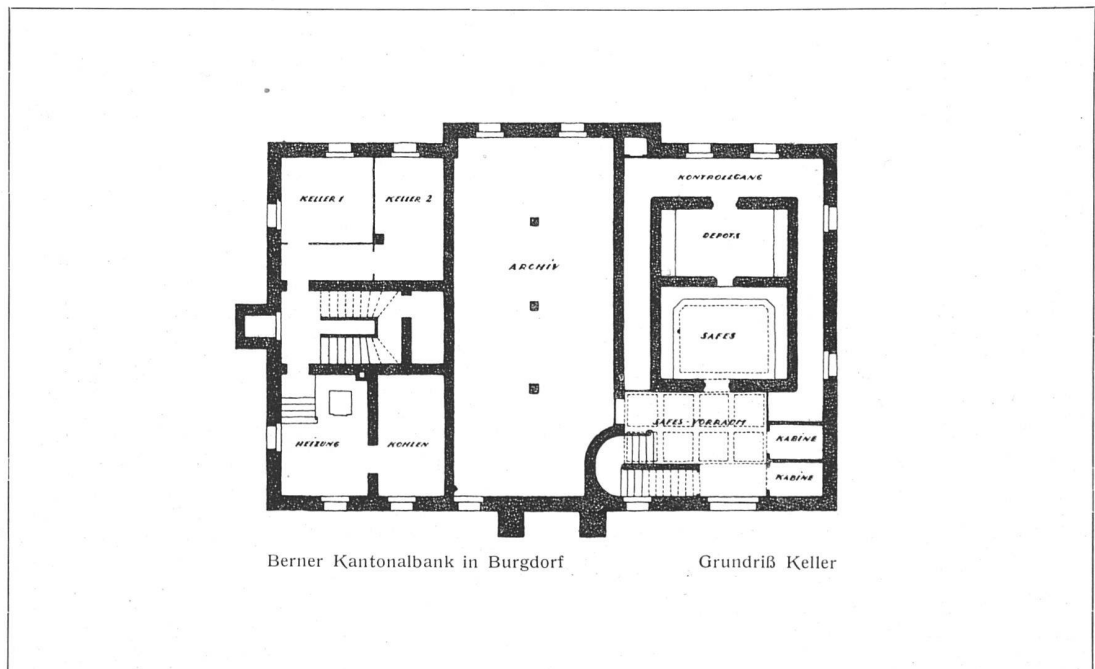 KONTROLLGANG
KELLER 1 KELLER 2
DEPOTS
ARCHIV
SAFES
SAFES-VORRAUM
HEIZUNG KOHLEN KABINE
KABINE
Berner Kantonalbank in Burgdorf Grundriß Keller